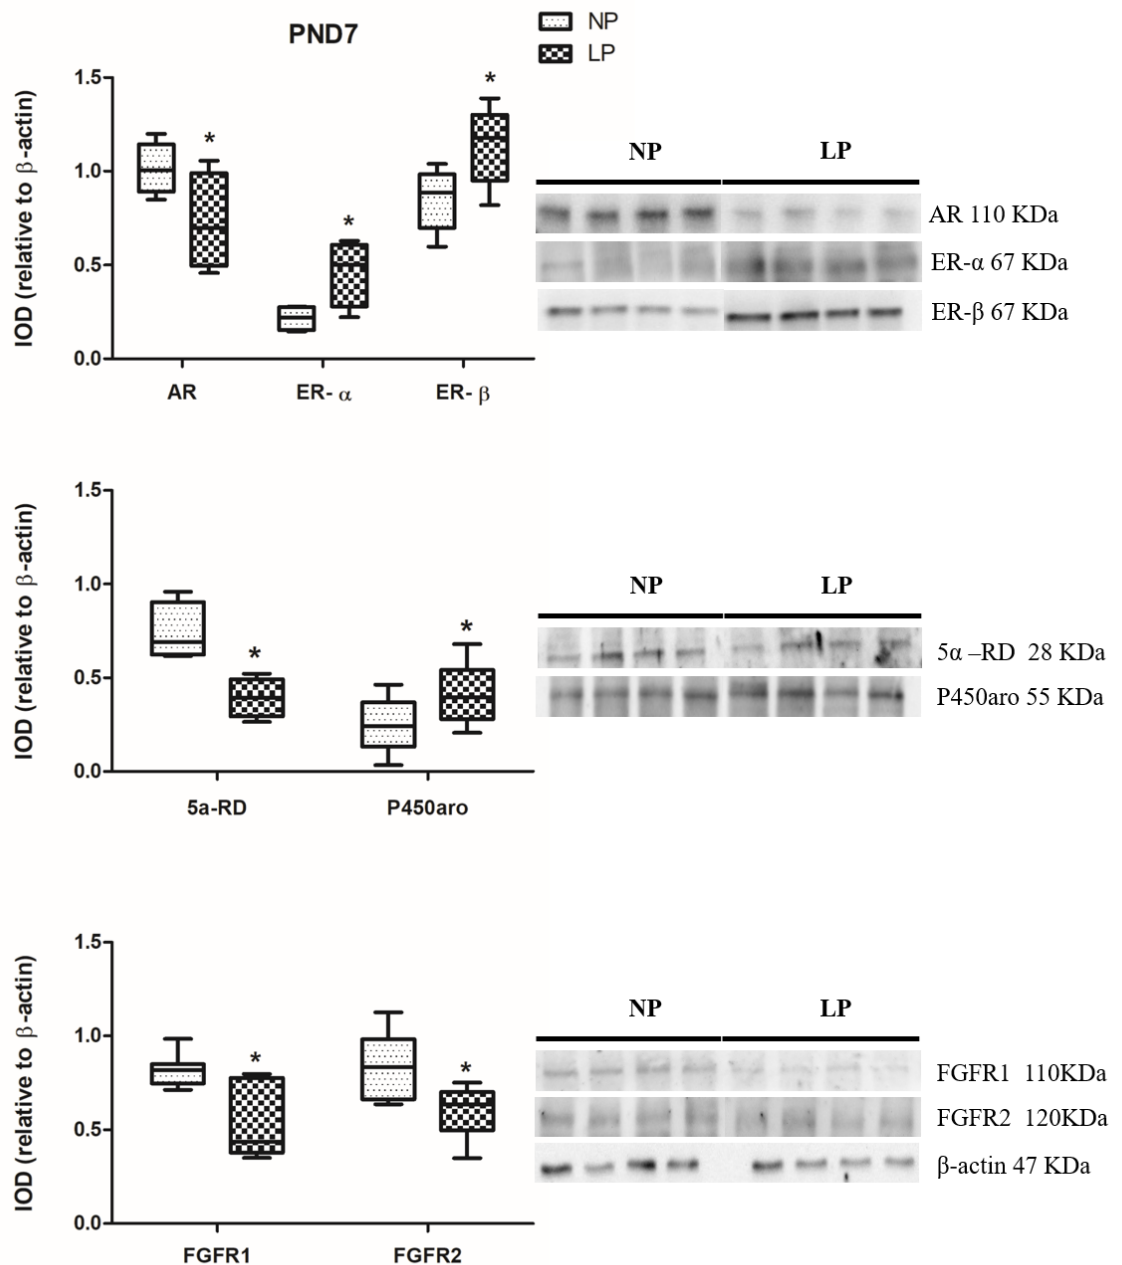 PND7
NP
LP
IOD (relative to β-actin)
1.5
1.0
0.5
0.0
*
*
*
AR
ER- α
ER- β
NP
LP
AR 110 KDa
ER-α 67 KDa
ER-β 67 KDa
IOD (relative to β-actin)
1.5
1.0
0.5
0.0
*
*
5a-RD
P450aro
NP
LP
5α –RD 28 KDa
P450aro 55 KDa
IOD (relative to β-actin)
1.5
1.0
0.5
0.0
*
*
FGFR1
FGFR2
NP
LP
FGFR1 110KDa
FGFR2 120KDa
β-actin 47 KDa